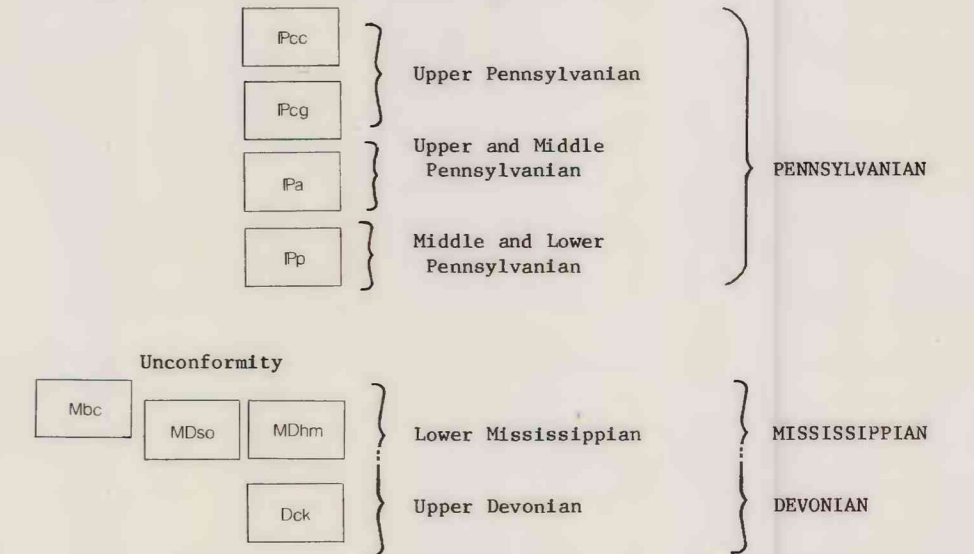 IPcc
Upper Pennsylvanian
IPcg
Upper and Middle
Pennsylvanian
PENNSYLVANIAN
IPa
Middle and Lower
Pennsylvanian
IPp
Unconformity
Mbc
MDso
MDhm
Lower Mississippian
MISSISSIPPIAN
Dck
Upper Devonian
DEVONIAN